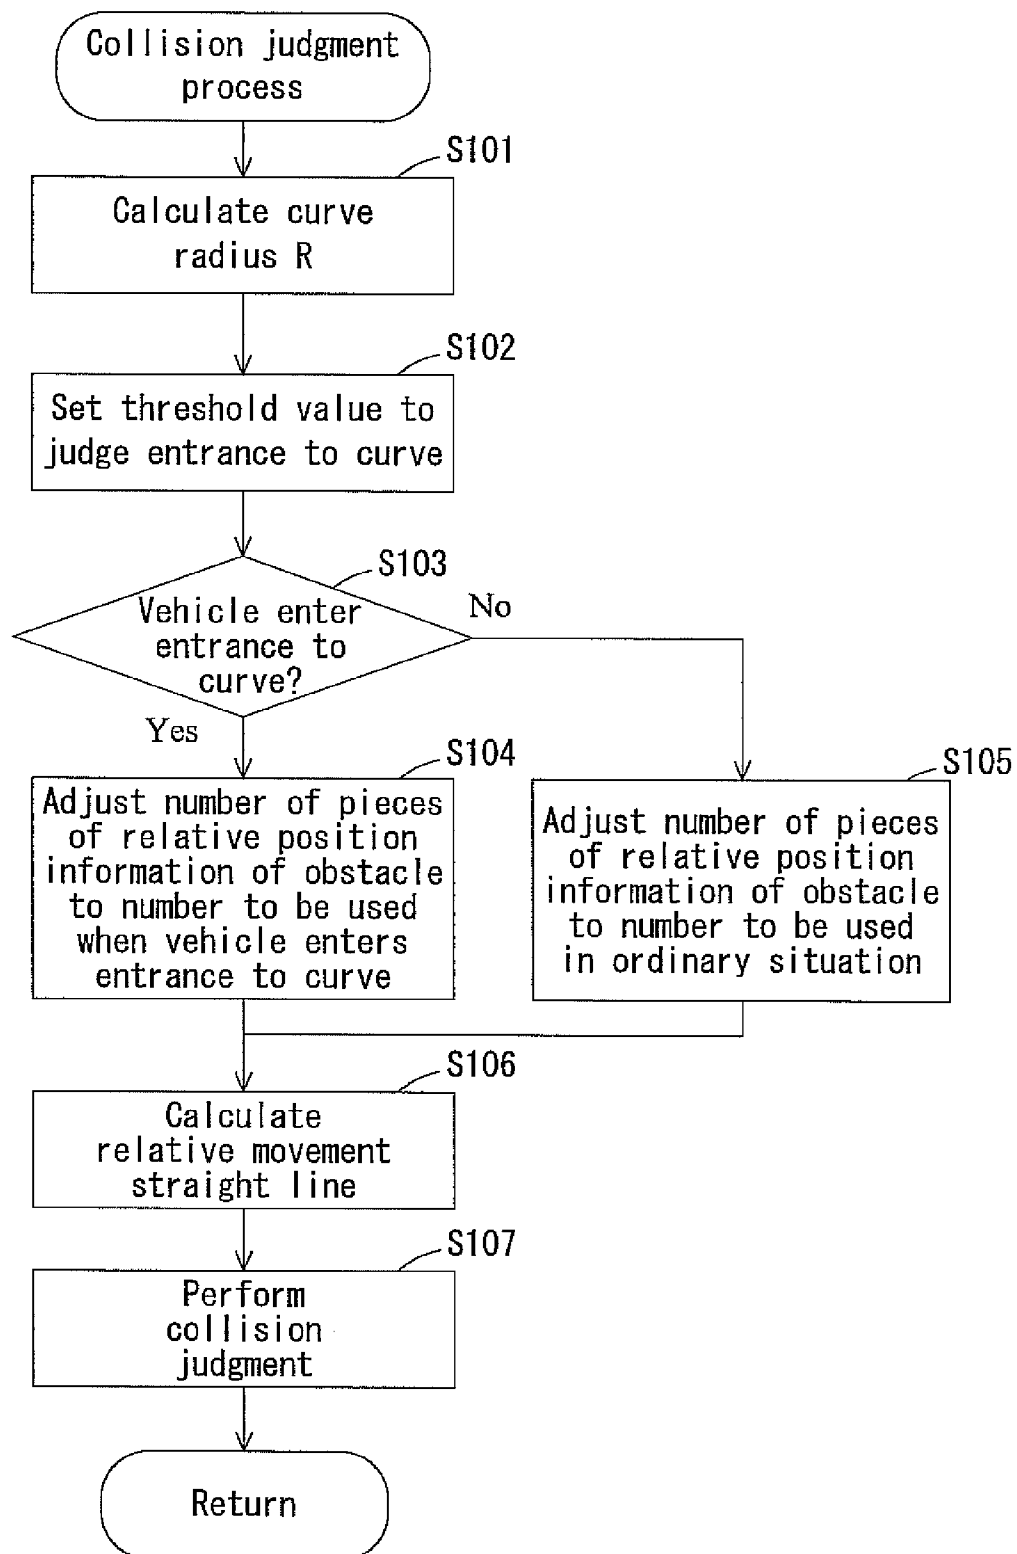 Collision judgment
process
S101
Calculate curve
radius R
S102
Set threshold value to
judge entrance to curve
S103
Vehicle enter
entrance to
curve?
No
Yes
S104
Adjust number of pieces
of relative position
information of obstacle
to number to be used
when vehicle enters
entrance to curve
S105
Adjust number of pieces
of relative position
information of obstacle
to number to be used
in ordinary situation
S106
Calculate
relative movement
straight line
S107
Perform
collision
judgment
Return